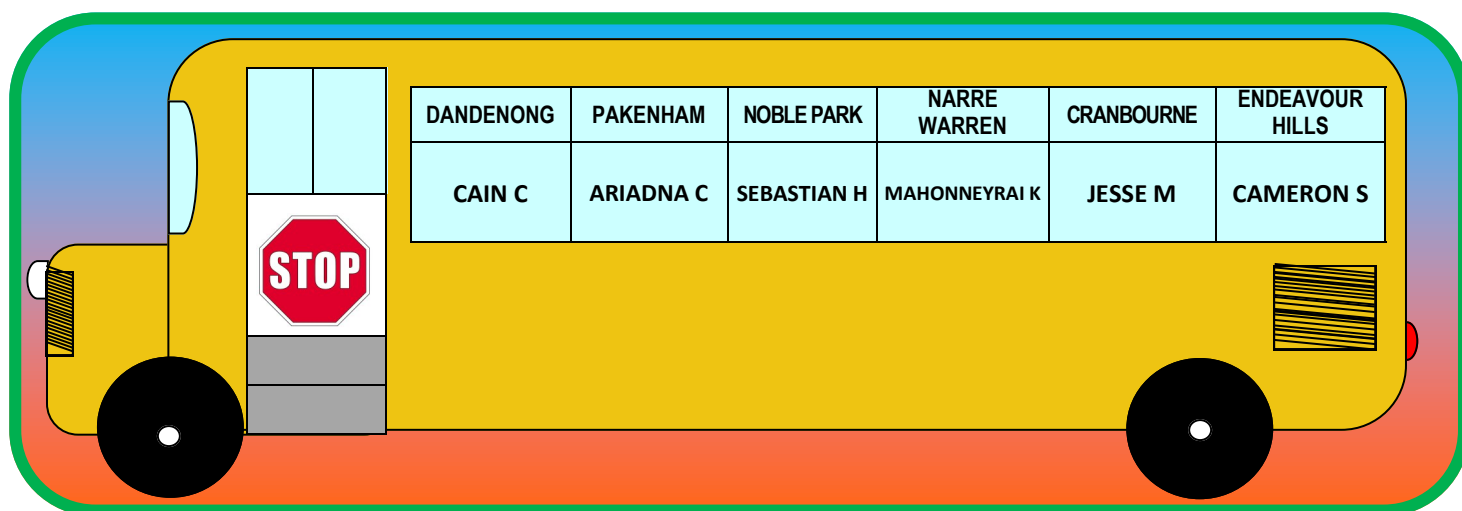 DANDENONG
PAKENHAM
NOBLE PARK
NARRE
WARREN
CRANBOURNE
ENDEAVOUR
HILLS
CAIN C
ARIADNA C
SEBASTIAN H
MAHONNEYRAI K
JESSE M
CAMERON S
STOP